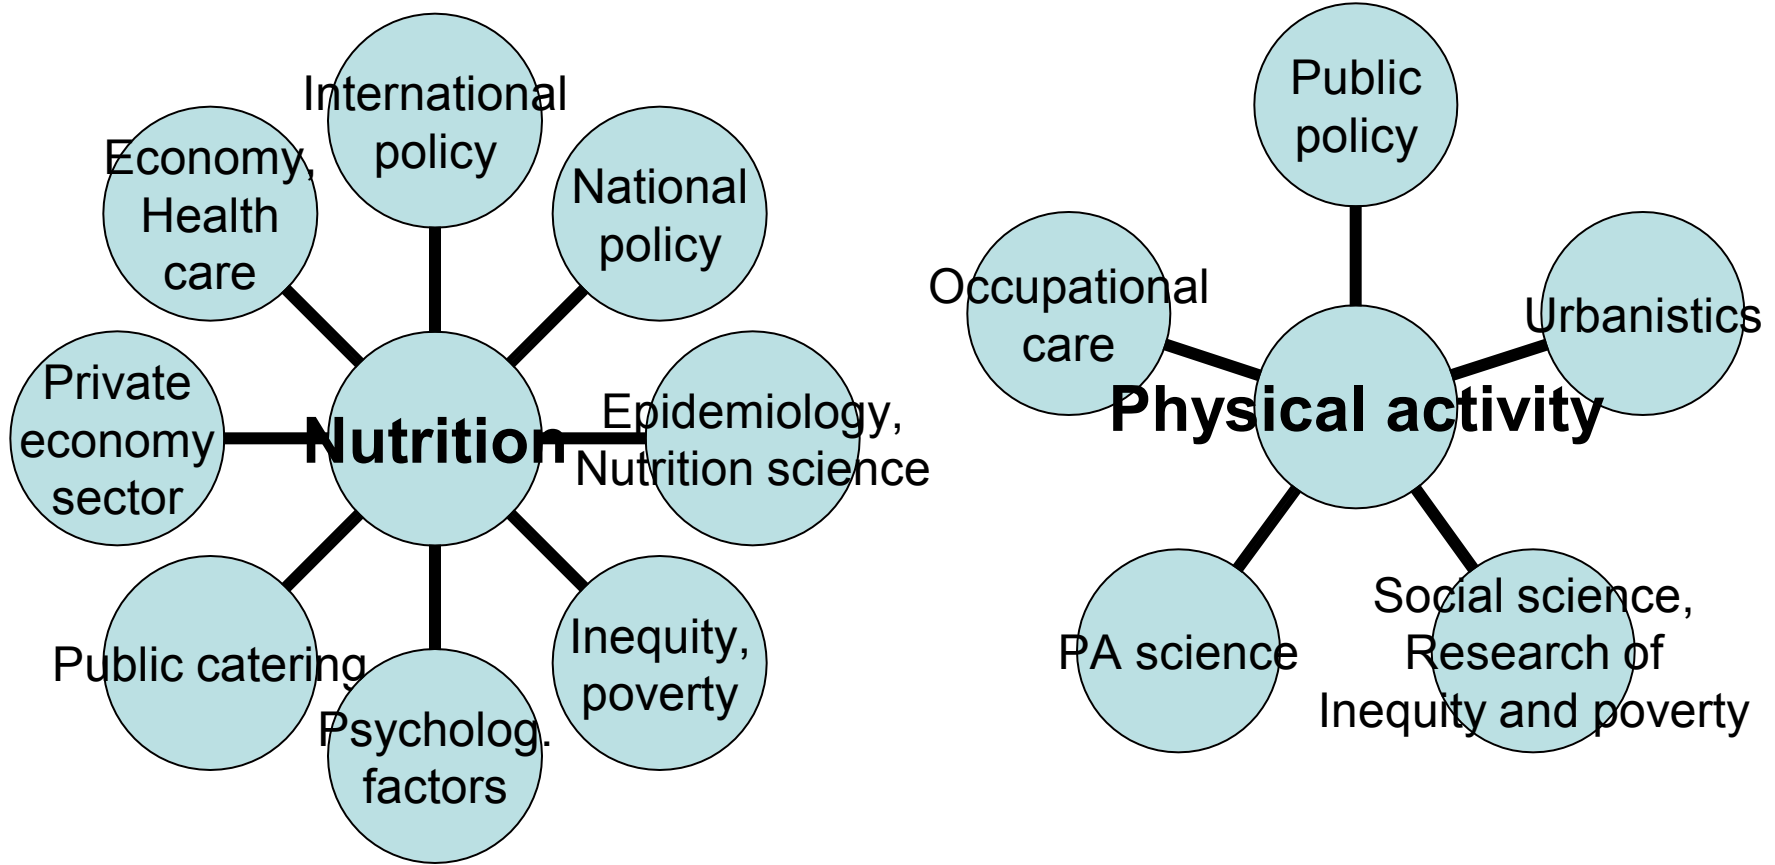 International
policy
National
policy
Epidemiology,
Nutrition science
Inequity,
poverty
Psycholog.
factors
Public catering
Private
economy
sector
Economy,
Health
care
Nutrition
Public
policy
Urbanistics
Social science,
Research of
Inequity and poverty
PA science
Occupational
care
Physical activity